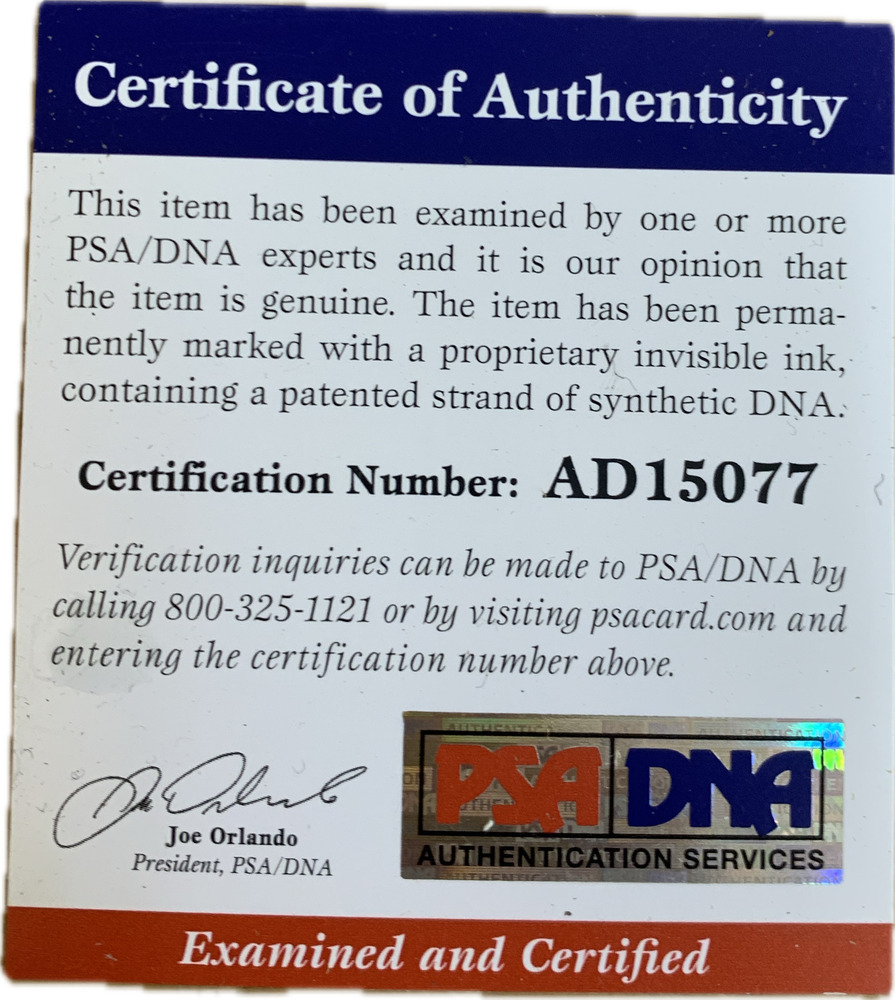 Certificate of Authenticity
This item has been examined by one or more
PSA/DNA experts and it is our opinion that
the item is genuine. The item has been perma-
nently marked with a proprietary invisible ink,
containing a patented strand of synthetic DNA.
Certification Number: AD15077
Verification inquiries can be made to PSA/DNA by
calling 800-325-1121 or by visiting psacard.com and
entering the certification number above.
Joe Orlando
President, PSA/DNA
PSA DNA
AUTHENTICATION SERVICES
Examined and Certified